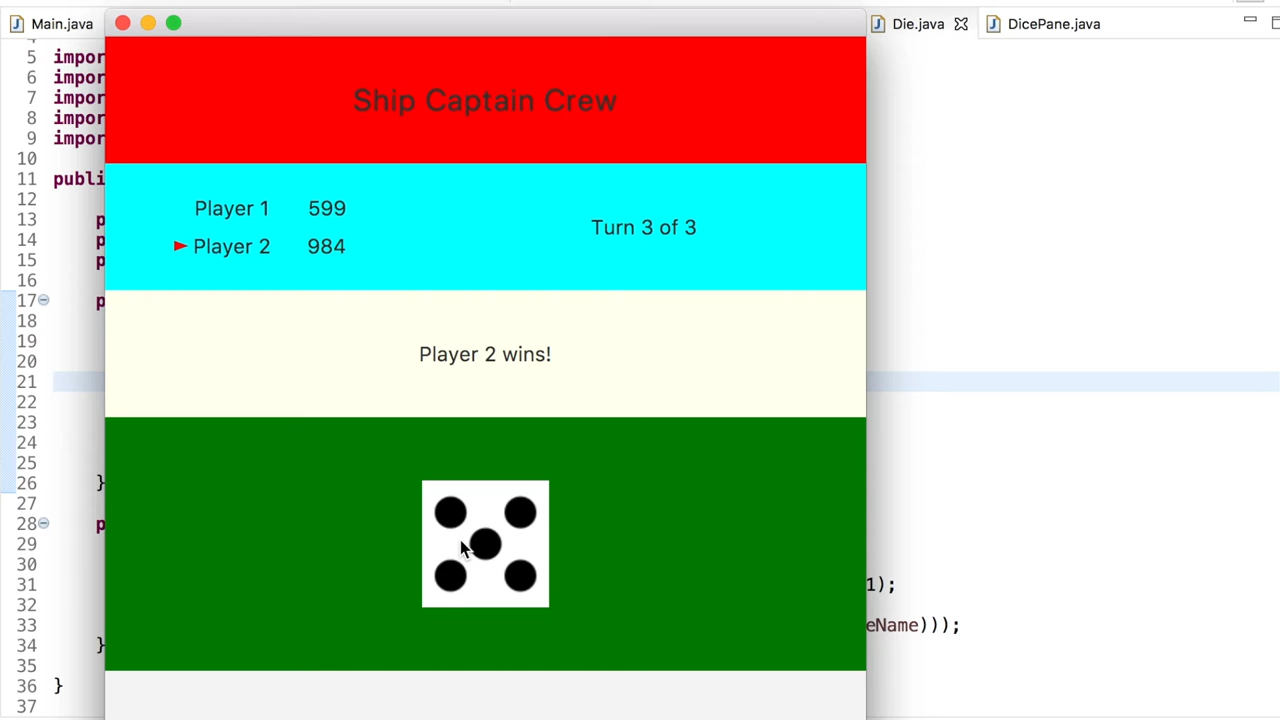 Main.java
Die.java
DicePane.java
Ship Captain Crew
Player 1 599
Player 2 984
Turn 3 of 3
Player 2 wins!
5 impor
6 impor
7 impor
8 impor
9 impor
10
11 publi
12
13 p
14 p
15 p
16
17 p
18
19
20
21
22
23
24
25
26 }
27
28 p
29
30
31 1);
32
33 eName)));
34 }
35
36 }
37